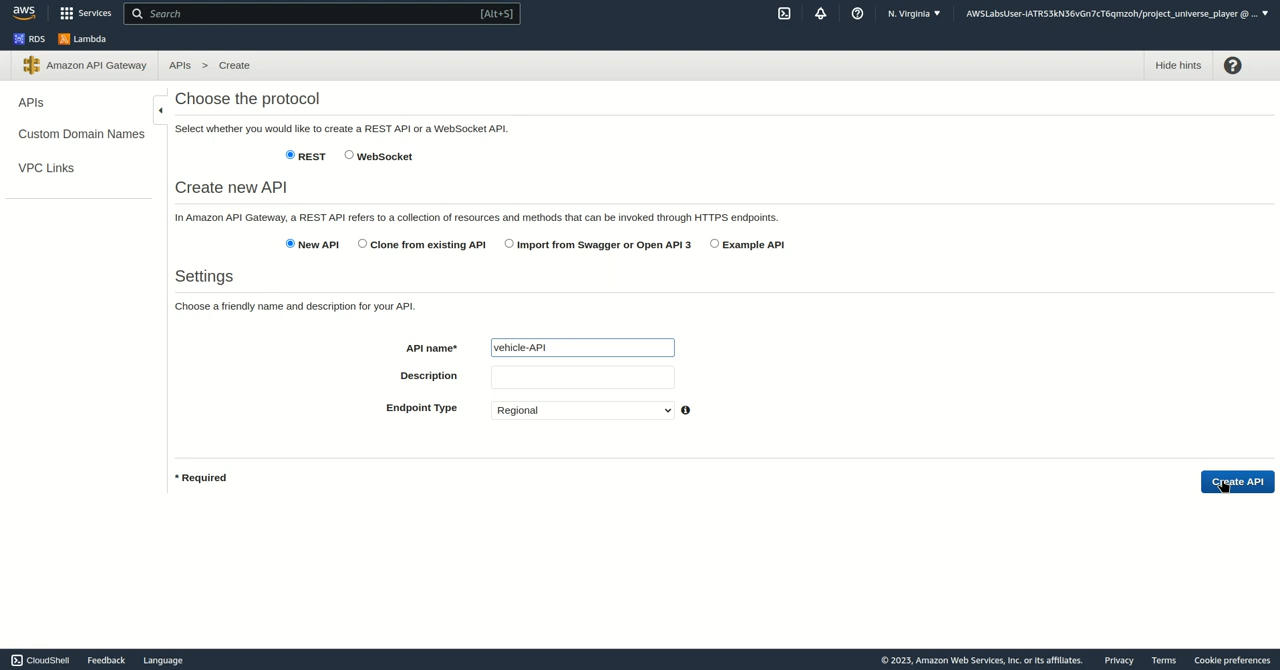 aws Services Search [Alt+S] N. Virginia ▼ AWSLabsUser-iATR53kN36vGn7cT6qmzoh/project_universe_player @ ... ▼
RDS Lambda
Amazon API Gateway APIs > Create Hide hints ?
APIs
Custom Domain Names
VPC Links
Choose the protocol
Select whether you would like to create a REST API or a WebSocket API.
REST WebSocket
Create new API
In Amazon API Gateway, a REST API refers to a collection of resources and methods that can be invoked through HTTPS endpoints.
New API Clone from existing API Import from Swagger or Open API 3 Example API
Settings
Choose a friendly name and description for your API.
API name* vehicle-API
Description
Endpoint Type Regional
* Required
Create API
CloudShell Feedback Language © 2023, Amazon Web Services, Inc. or its affiliates. Privacy Terms Cookie preferences